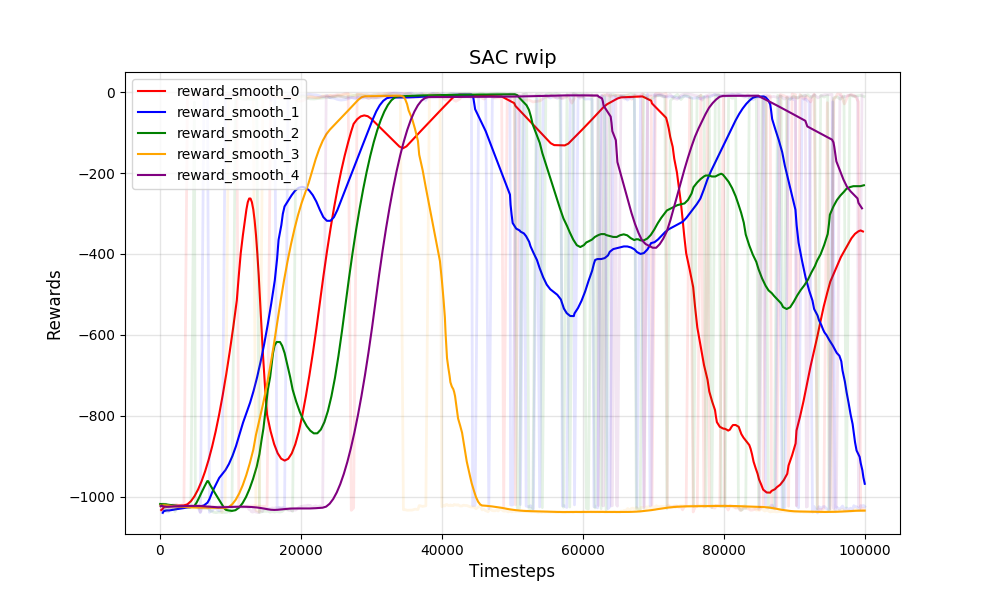 SAC rwip
reward_smooth_0
reward_smooth_1
reward_smooth_2
reward_smooth_3
reward_smooth_4
Rewards
0
−200
−400
−600
−800
−1000
0 20000 40000 60000 80000 100000
Timesteps